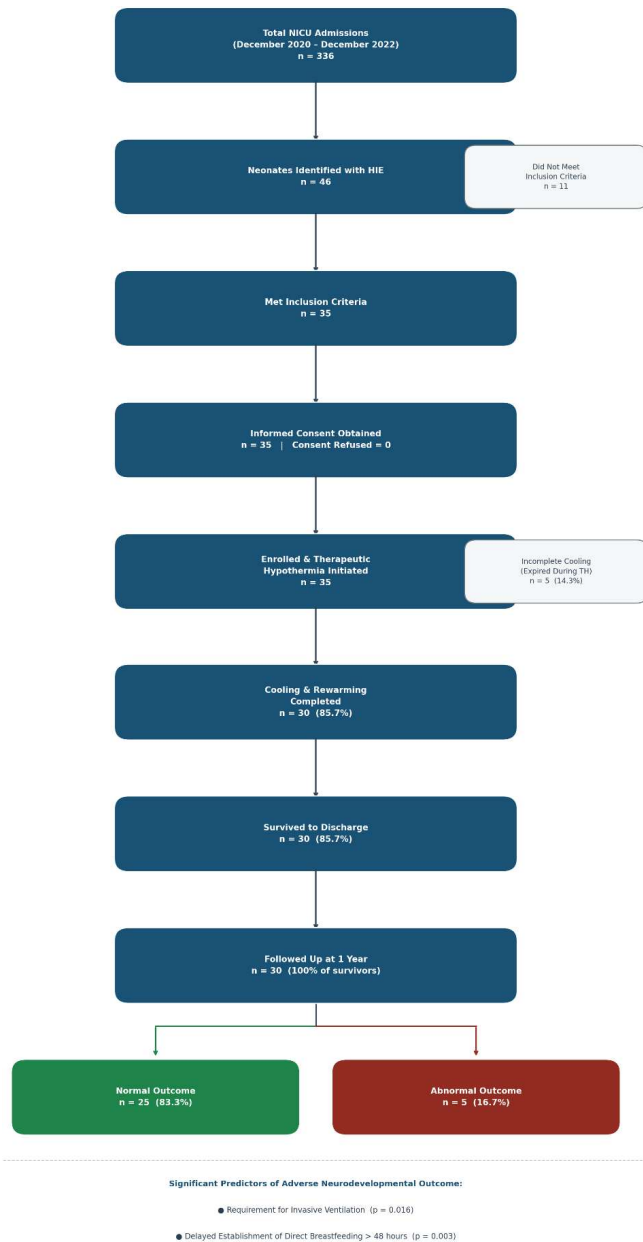 Total NICU Admissions
(December 2020 – December 2022)
n = 336
Neonates Identified with HIE
n = 46
Did Not Meet
Inclusion Criteria
n = 11
Met Inclusion Criteria
n = 35
Informed Consent Obtained
n = 35 | Consent Refused = 0
Enrolled & Therapeutic
Hypothermia Initiated
n = 35
Incomplete Cooling
(Expired During TH)
n = 5 (14.3%)
Cooling & Rewarming
Completed
n = 30 (85.7%)
Survived to Discharge
n = 30 (85.7%)
Followed Up at 1 Year
n = 30 (100% of survivors)
Normal Outcome
n = 25 (83.3%)
Abnormal Outcome
n = 5 (16.7%)
Significant Predictors of Adverse Neurodevelopmental Outcome:
● Requirement for Invasive Ventilation (p = 0.016)
● Delayed Establishment of Direct Breastfeeding > 48 hours (p = 0.003)